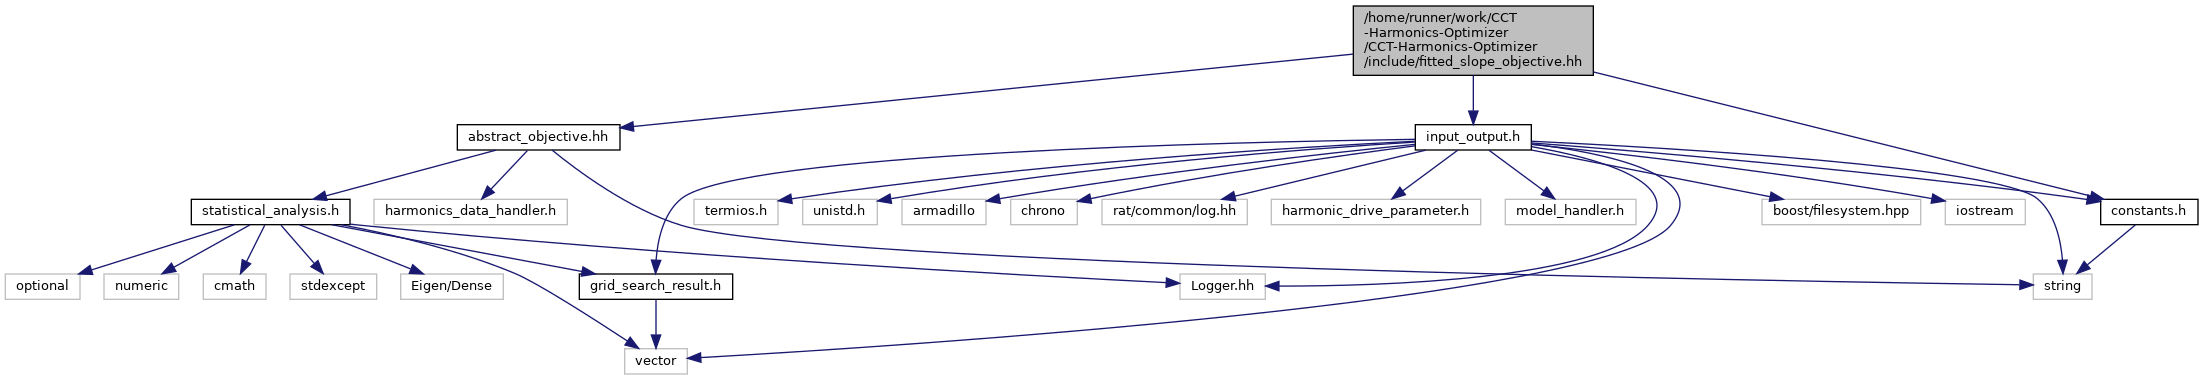 /home/runner/work/CCT
-Harmonics-Optimizer
/CCT-Harmonics-Optimizer
/include/fitted_slope_objective.hh
abstract_objective.hh
input_output.h
statistical_analysis.h
harmonics_data_handler.h
termios.h
unistd.h
armadillo
chrono
rat/common/log.hh
harmonic_drive_parameter.h
model_handler.h
boost/filesystem.hpp
iostream
constants.h
optional
numeric
cmath
stdexcept
Eigen/Dense
grid_search_result.h
Logger.hh
string
vector